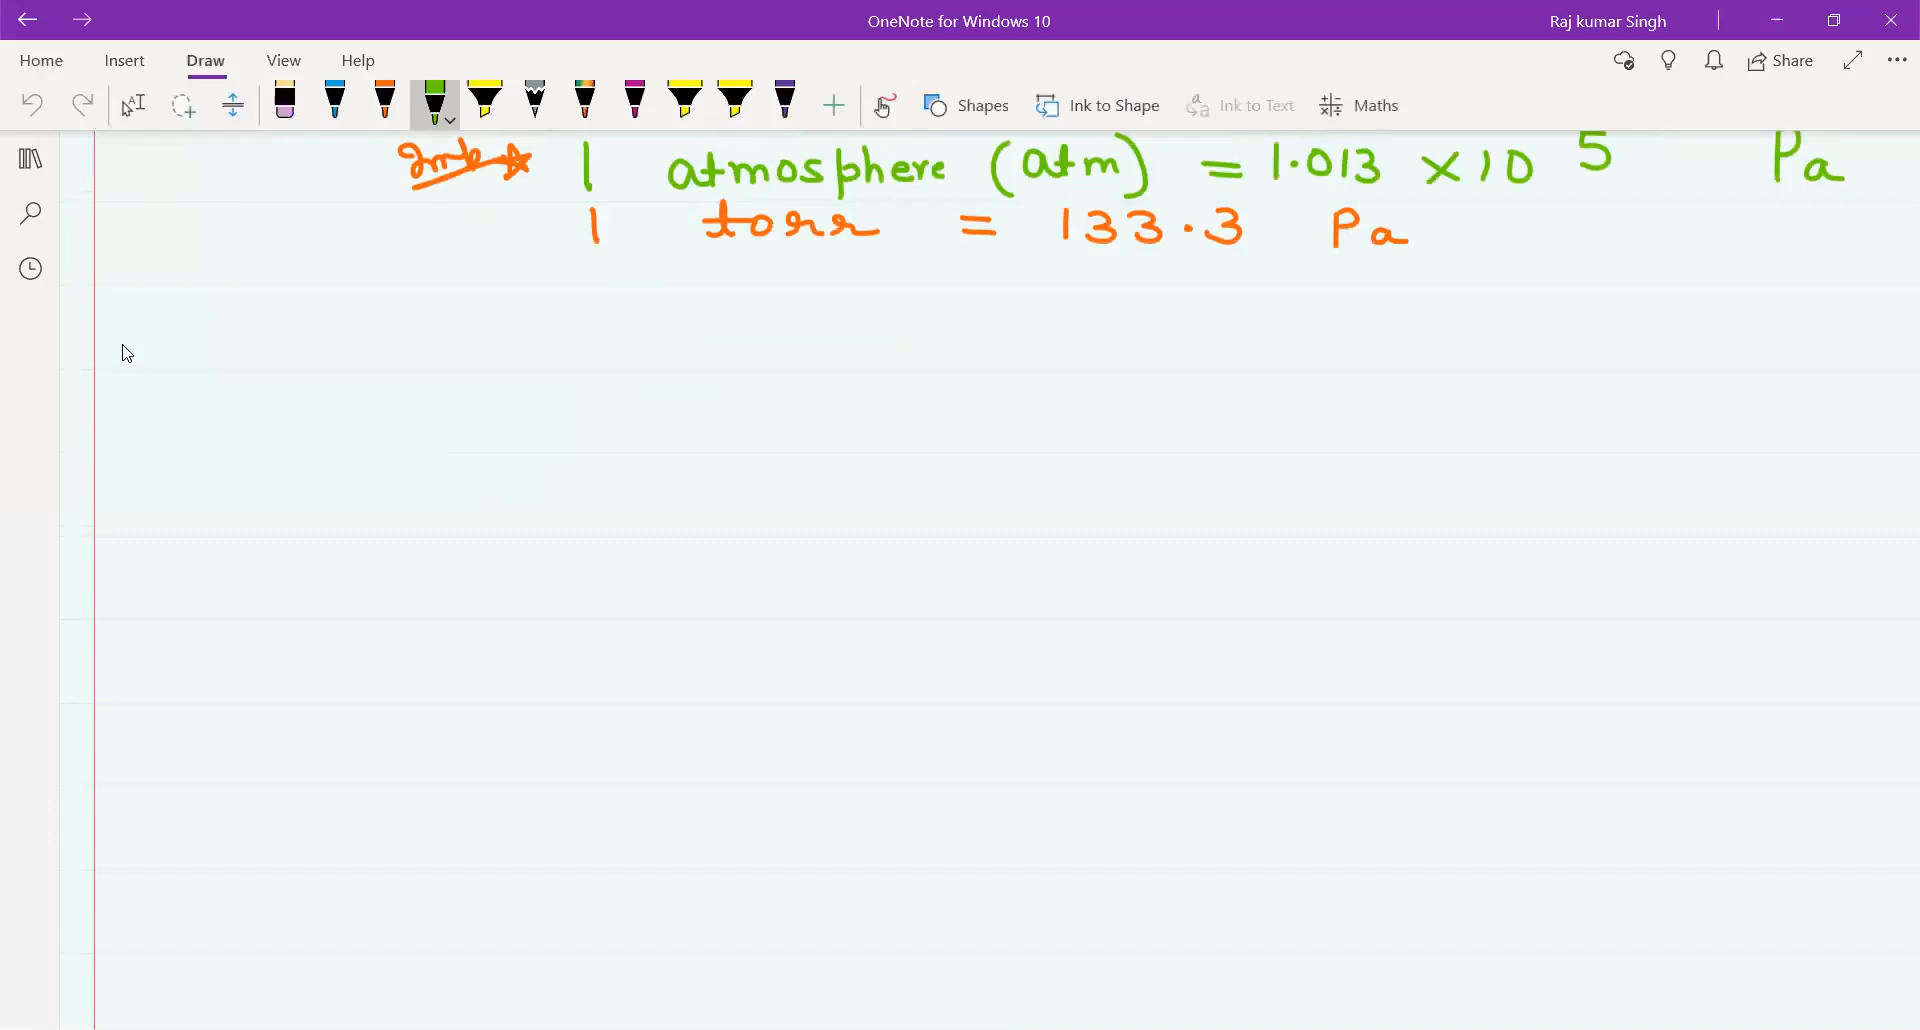 OneNote for Windows 10
Raj kumar Singh
Home Insert Draw View Help
Share
Shapes Ink to Shape Ink to Text Maths
Imp 1 atmosphere (atm) = 1.013 × 10 5 Pa
1 torr = 133.3 Pa